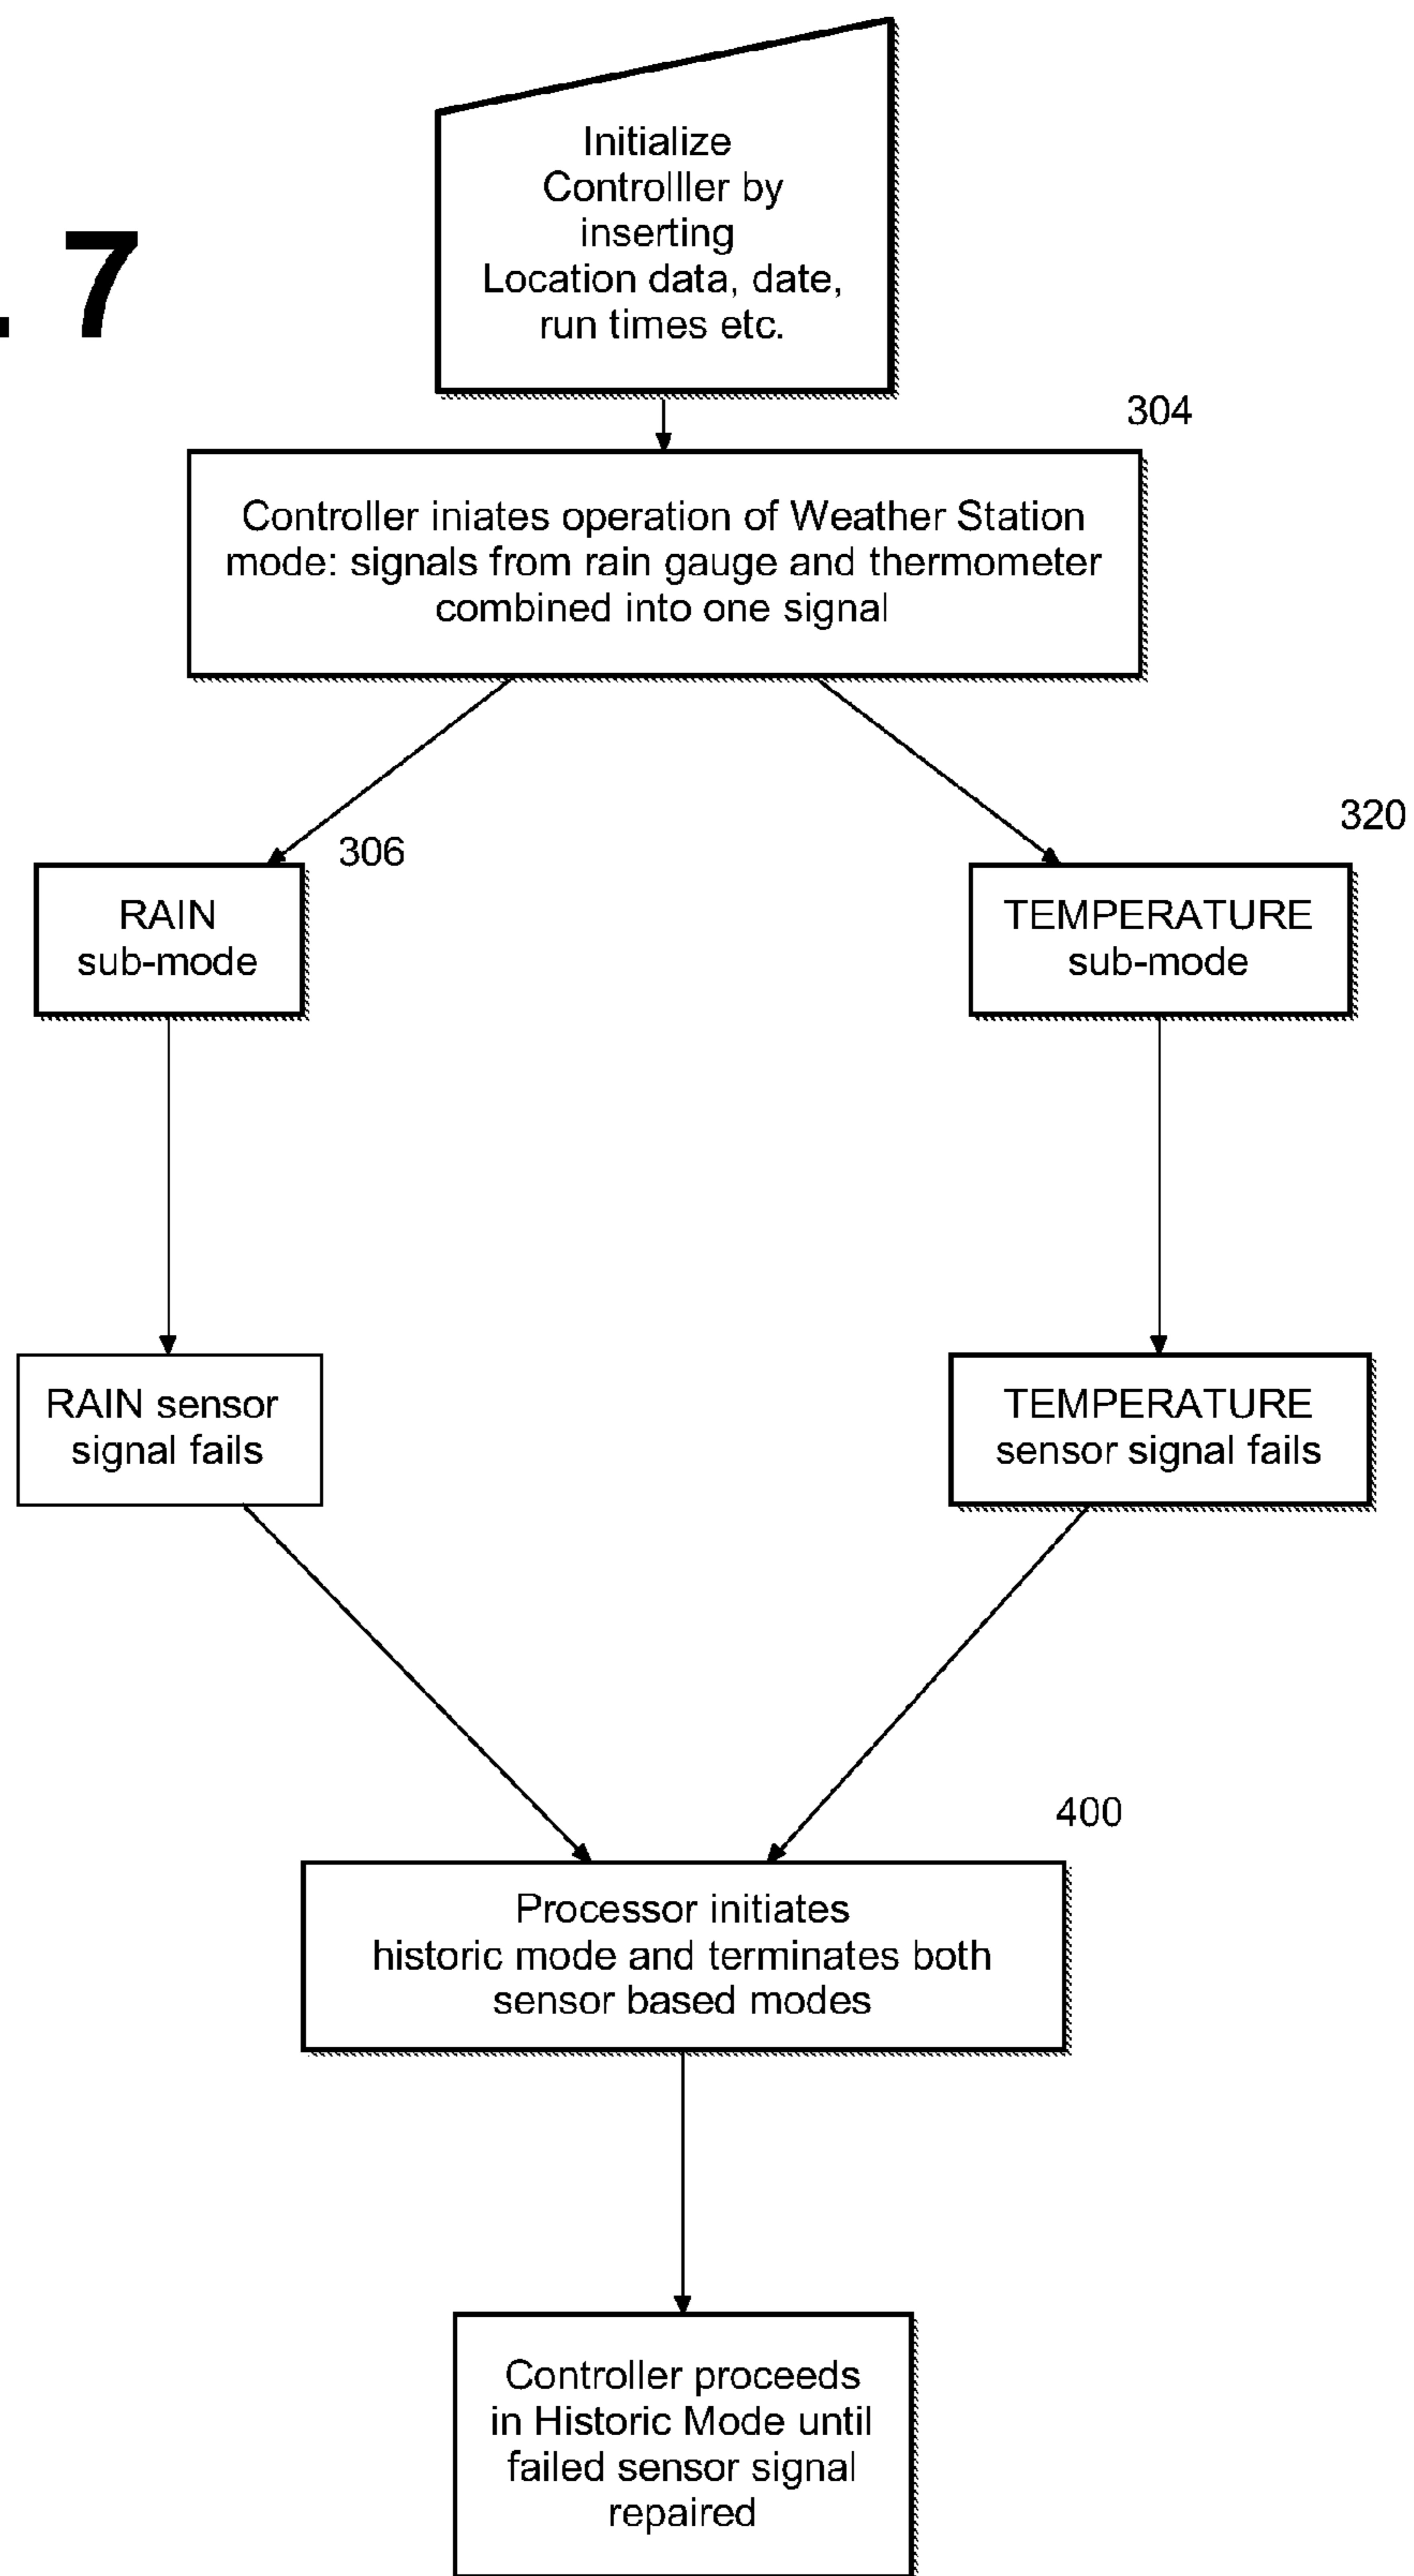 . 7
Initialize
Controlller by
inserting
Location data, date,
run times etc.
304
Controller iniates operation of Weather Station
mode: signals from rain gauge and thermometer
combined into one signal
306
RAIN
sub-mode
320
TEMPERATURE
sub-mode
RAIN sensor
signal fails
TEMPERATURE
sensor signal fails
400
Processor initiates
historic mode and terminates both
sensor based modes
Controller proceeds
in Historic Mode until
failed sensor signal
repaired